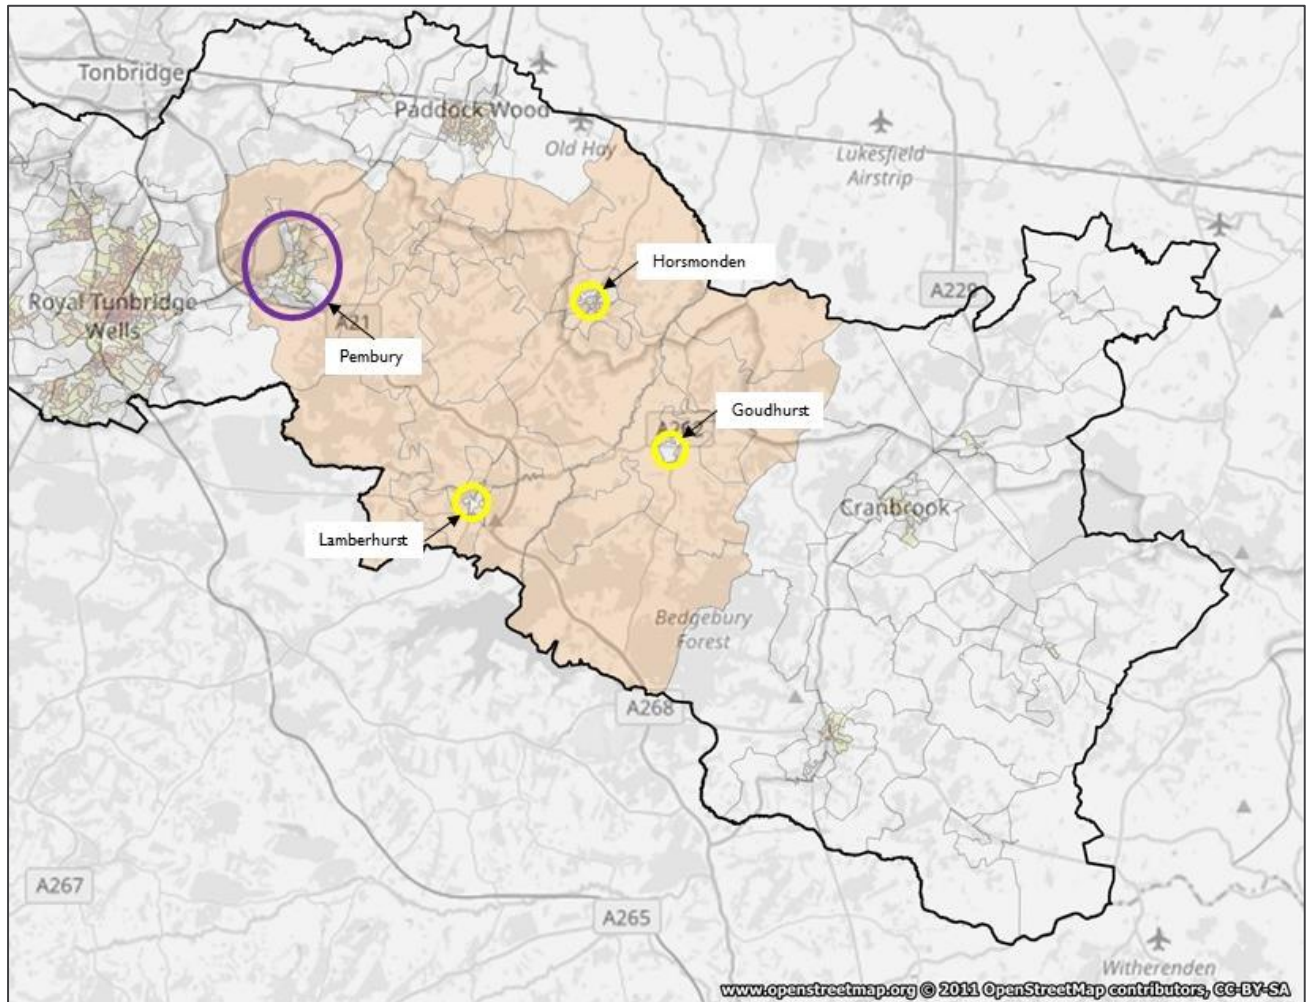 Tonbridge
Paddock Wood
Old Hay
Lukesfield
Airstrip
Horsmonden
A229
Royal Tunbridge
Wells
A21
Pembury
Goudhurst
A262
Cranbrook
Lamberhurst
Bedgebury
Forest
A268
A267
A265
Witherenden
www.openstreetmap.org © 2011 OpenStreetMap contributors, CC-BY-SA